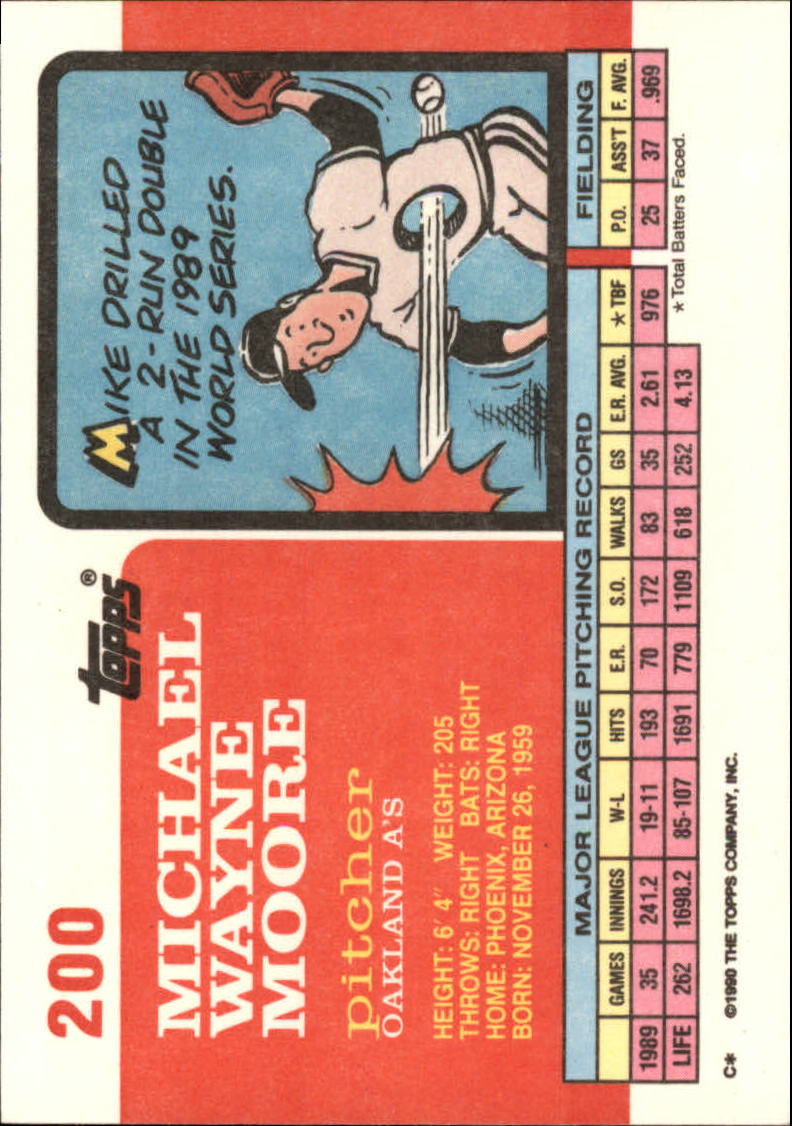 200
topps®
MICHAEL
WAYNE
MOORE
pitcher
OAKLAND A'S
HEIGHT: 6' 4" WEIGHT: 205
THROWS: RIGHT BATS: RIGHT
HOME: PHOENIX, ARIZONA
BORN: NOVEMBER 26, 1959
MIKE DRILLED
A 2-RUN DOUBLE
IN THE 1989
WORLD SERIES.
MAJOR LEAGUE PITCHING RECORD FIELDING
GAMES INNINGS W-L HITS E.R. S.O. WALKS GS E.R. AVG. ★TBF P.O. ASS'T F. AVG.
1989 35 241.2 19-11 193 70 172 83 35 2.61 976 25 37 .969
LIFE 262 1698.2 85-107 1691 779 1109 618 252 4.13
★Total Batters Faced.
C* ©1990 THE TOPPS COMPANY, INC.